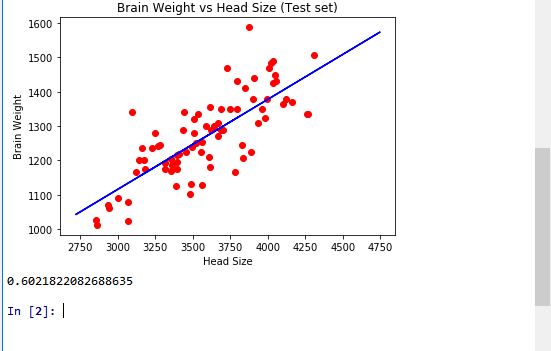 Brain Weight vs Head Size (Test set)
1600
1500
1400
1300
1200
1100
1000
Brain Weight
2750 3000 3250 3500 3750 4000 4250 4500 4750
Head Size
0.6021822082688635
In [2]: